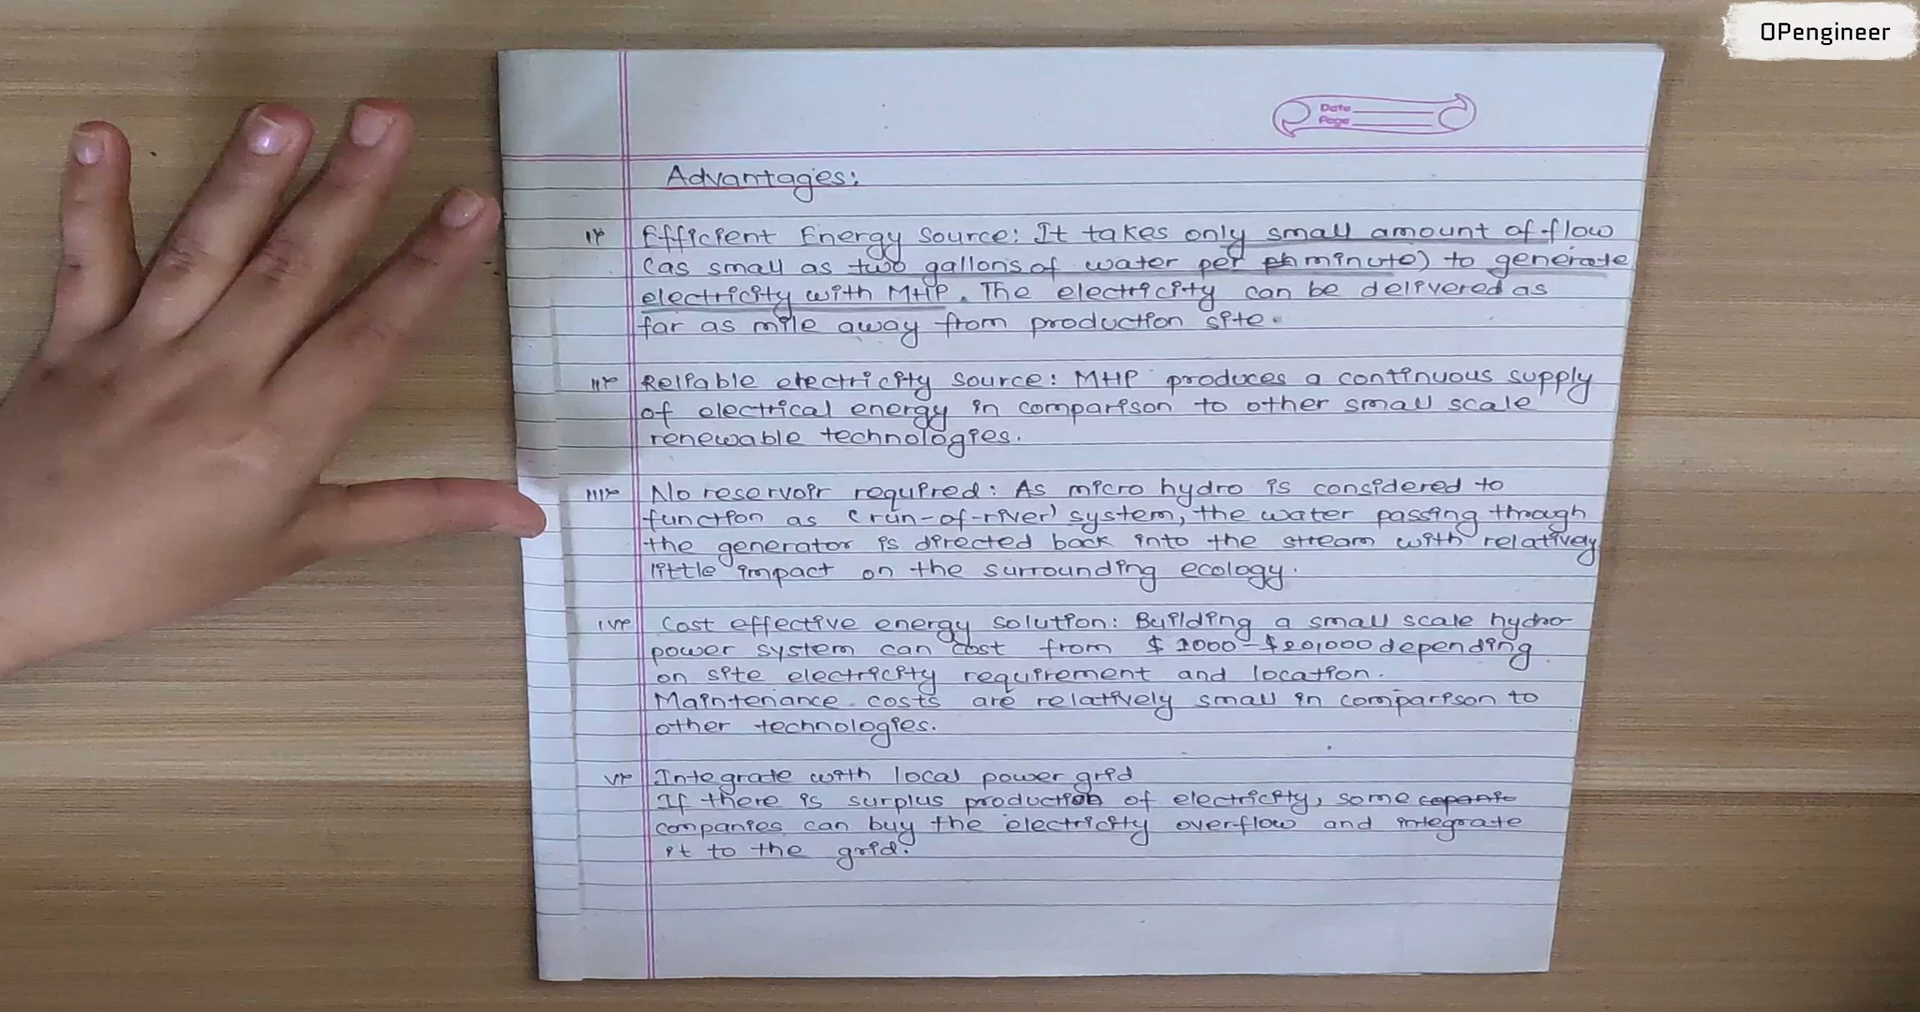 OPengineer
Date
Page
Advantages:
i) Efficient Energy Source: It takes only small amount of flow
(as small as two gallons of water per minute) to generate
electricity with MHP. The electricity can be delivered as
far as mile away from production site.
ii) Reliable electricity source: MHP produces a continuous supply
of electrical energy in comparison to other small scale
renewable technologies.
iii) No reservoir required: As micro hydro is considered to
function as (run-of-river) system, the water passing through
the generator is directed back into the stream with relatively
little impact on the surrounding ecology.
iv) Cost effective energy solution: Building a small scale hydro
power system can cost from $1000-$20,000 depending
on site electricity requirement and location.
Maintenance costs are relatively small in comparison to
other technologies.
v) Integrate with local power grid
If there is surplus production of electricity, some
companies can buy the electricity overflow and integrate
it to the grid.